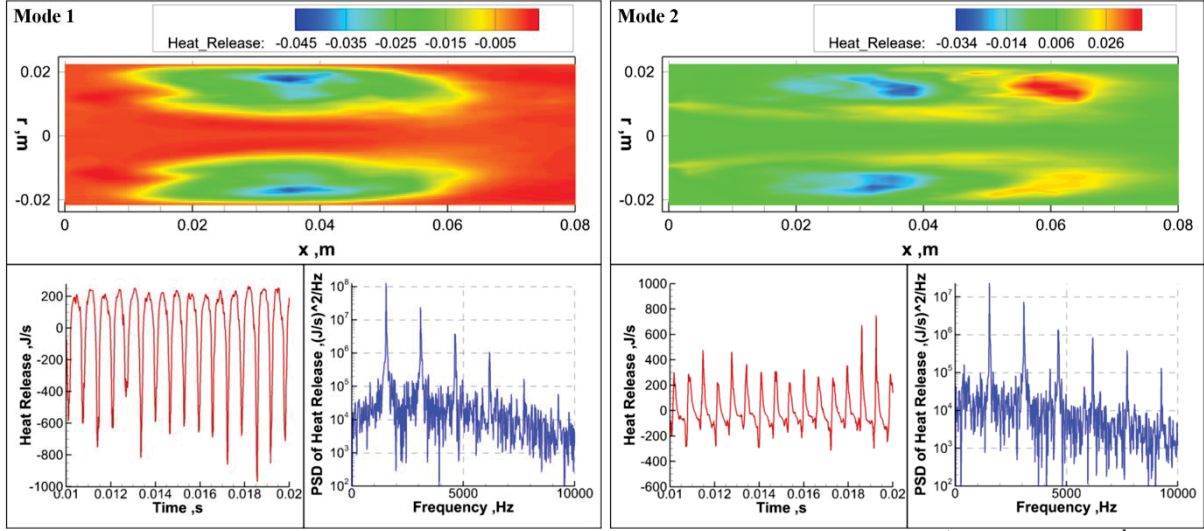 Mode 1
Heat_Release: -0.045 -0.035 -0.025 -0.015 -0.005
r ,m
0.02
0
-0.02
0 0.02 0.04 0.06 0.08
x ,m
Heat Release ,J/s
200
0
-200
-400
-600
-800
-1000
0.01 0.012 0.014 0.016 0.018 0.02
Time ,s
PSD of Heat Release ,(J/s)^2/Hz
10^8
10^7
10^6
10^5
10^4
10^3
10^2
0 5000 10000
Frequency ,Hz
Mode 2
Heat_Release: -0.034 -0.014 0.006 0.026
r ,m
0.02
0
-0.02
0 0.02 0.04 0.06 0.08
x ,m
Heat Release ,J/s
1000
800
600
400
200
0
-200
-400
-600
0.01 0.012 0.014 0.016 0.018 0.02
Time ,s
PSD of Heat Release ,(J/s)^2/Hz
10^7
10^6
10^5
10^4
10^3
10^2
0 5000 10000
Frequency ,Hz